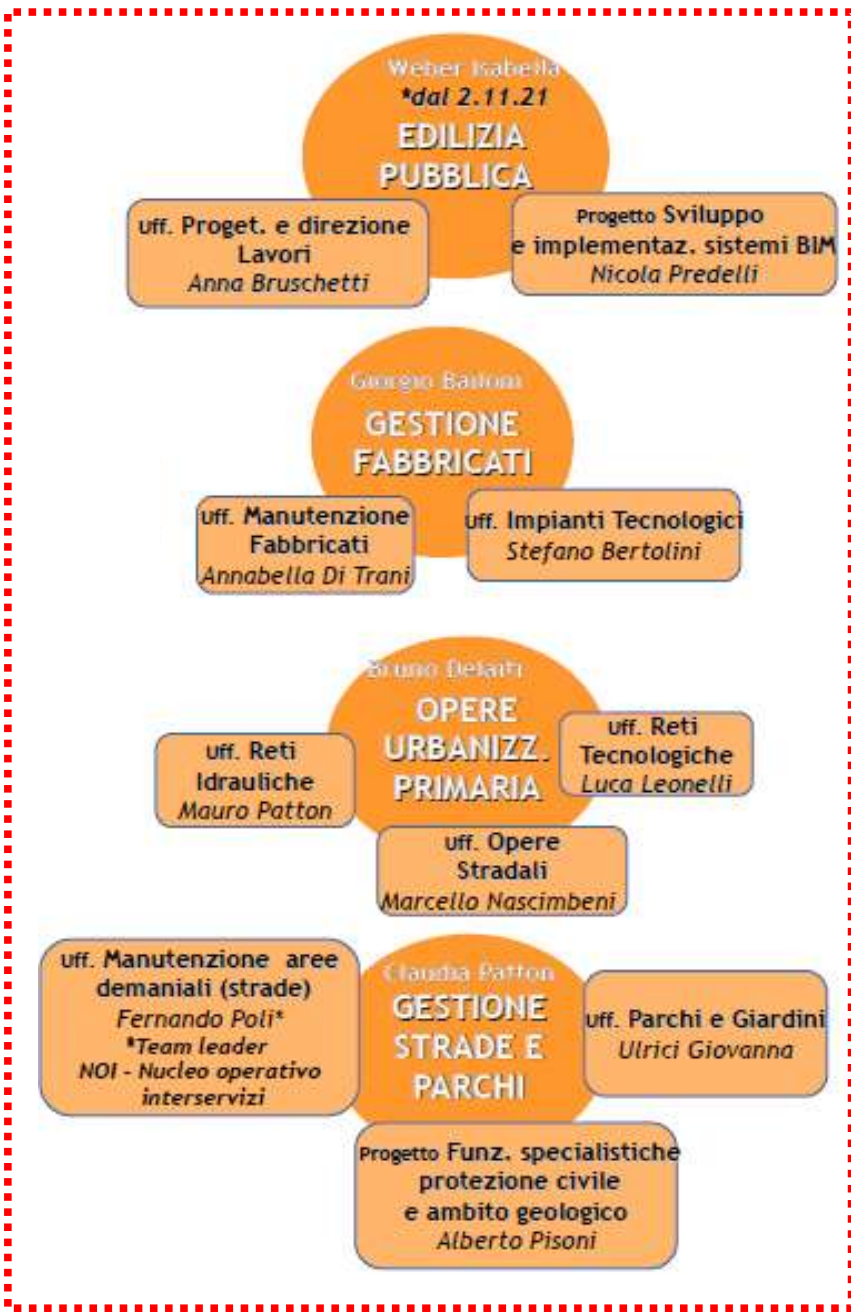 Weber Isabella
*dal 2.11.21
EDILIZIA
PUBBLICA
Uff. Proget. e direzione
Lavori
Anna Bruschetti
Progetto Sviluppo
e implementaz. sistemi BIM
Nicola Predelli
Giorgio Bailoni
GESTIONE
FABBRICATI
Uff. Manutenzione
Fabbricati
Annabella Di Trani
Uff. Impianti Tecnologici
Stefano Bertolini
Bruno Delaiti
OPERE
URBANIZZ.
PRIMARIA
Uff. Reti
Idrauliche
Mauro Patton
Uff. Reti
Tecnologiche
Luca Leonelli
Uff. Opere
Stradali
Marcello Nascimbeni
Claudia Patton
GESTIONE
STRADE E
PARCHI
Uff. Manutenzione aree
demaniali (strade)
Fernando Poli*
*Team leader
NOI - Nucleo operativo
interservizi
Uff. Parchi e Giardini
Ulrici Giovanna
Progetto Funz. specialistiche
protezione civile
e ambito geologico
Alberto Pisoni